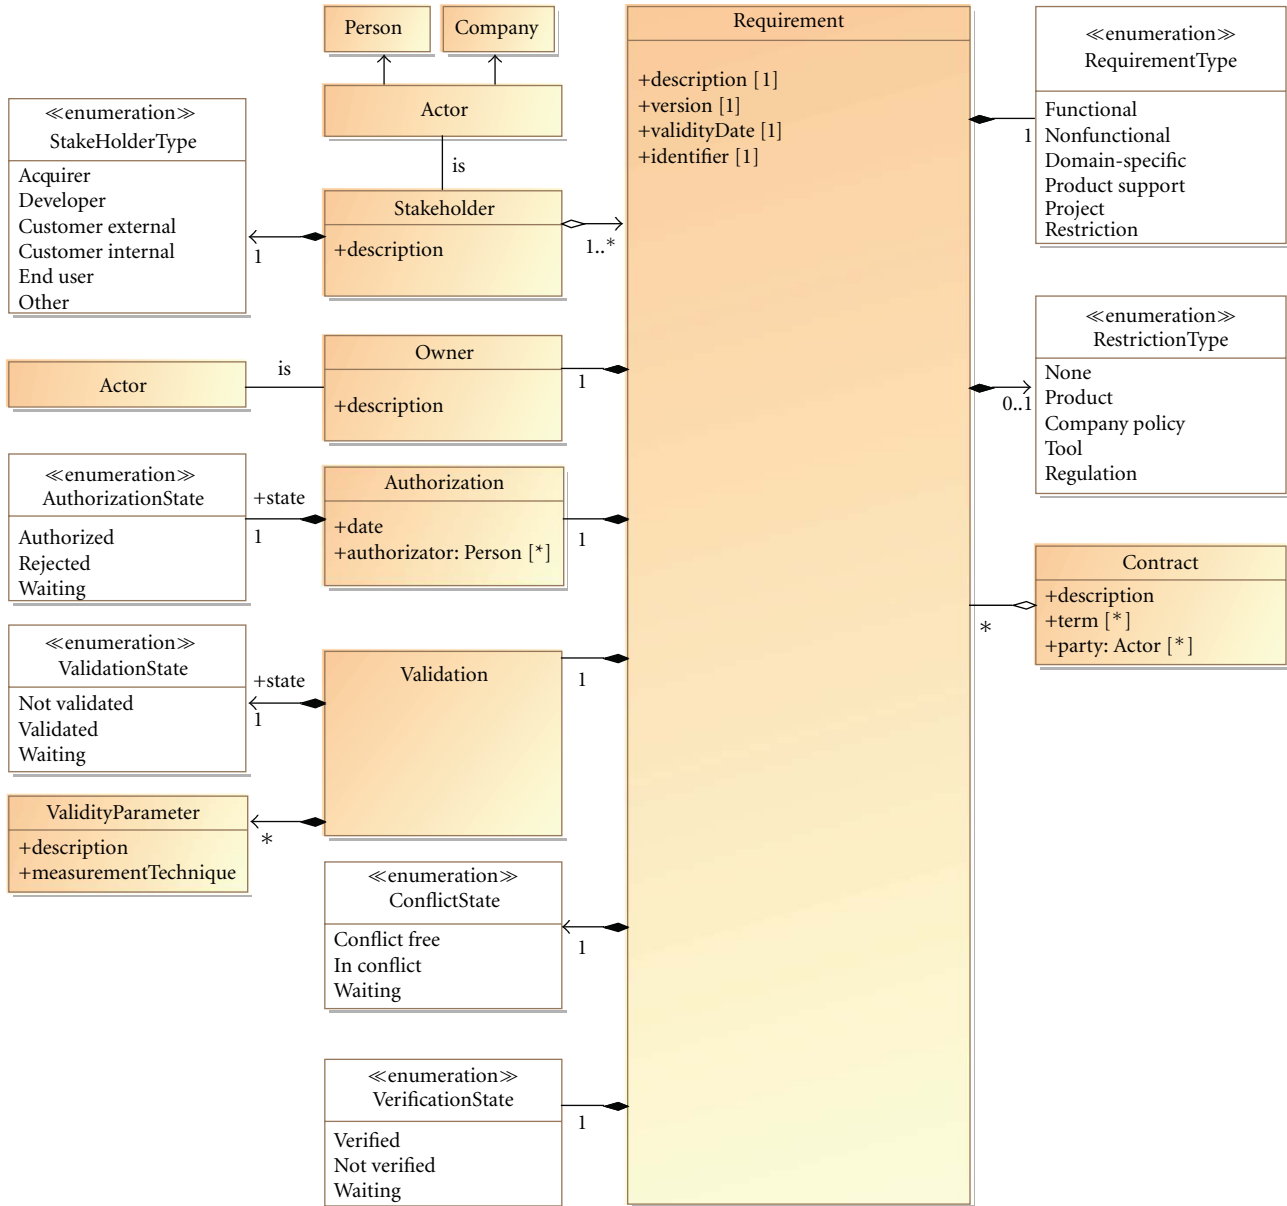 Person
Company
Actor
is
≪enumeration≫
StakeHolderType
Acquirer
Developer
Customer external
Customer internal
End user
Other
1
Stakeholder
+description
1..*
Requirement
+description [1]
+version [1]
+validityDate [1]
+identifier [1]
≪enumeration≫
RequirementType
Functional
Nonfunctional
Domain-specific
Product support
Project
Restriction
1
Actor
is
Owner
+description
1
≪enumeration≫
RestrictionType
None
Product
Company policy
Tool
Regulation
0..1
≪enumeration≫
AuthorizationState
Authorized
Rejected
Waiting
+state
1
Authorization
+date
+authorizator: Person [*]
1
Contract
+description
+term [*]
+party: Actor [*]
*
≪enumeration≫
ValidationState
Not validated
Validated
Waiting
+state
1
Validation
1
ValidityParameter
+description
+measurementTechnique
*
≪enumeration≫
ConflictState
Conflict free
In conflict
Waiting
1
≪enumeration≫
VerificationState
Verified
Not verified
Waiting
1